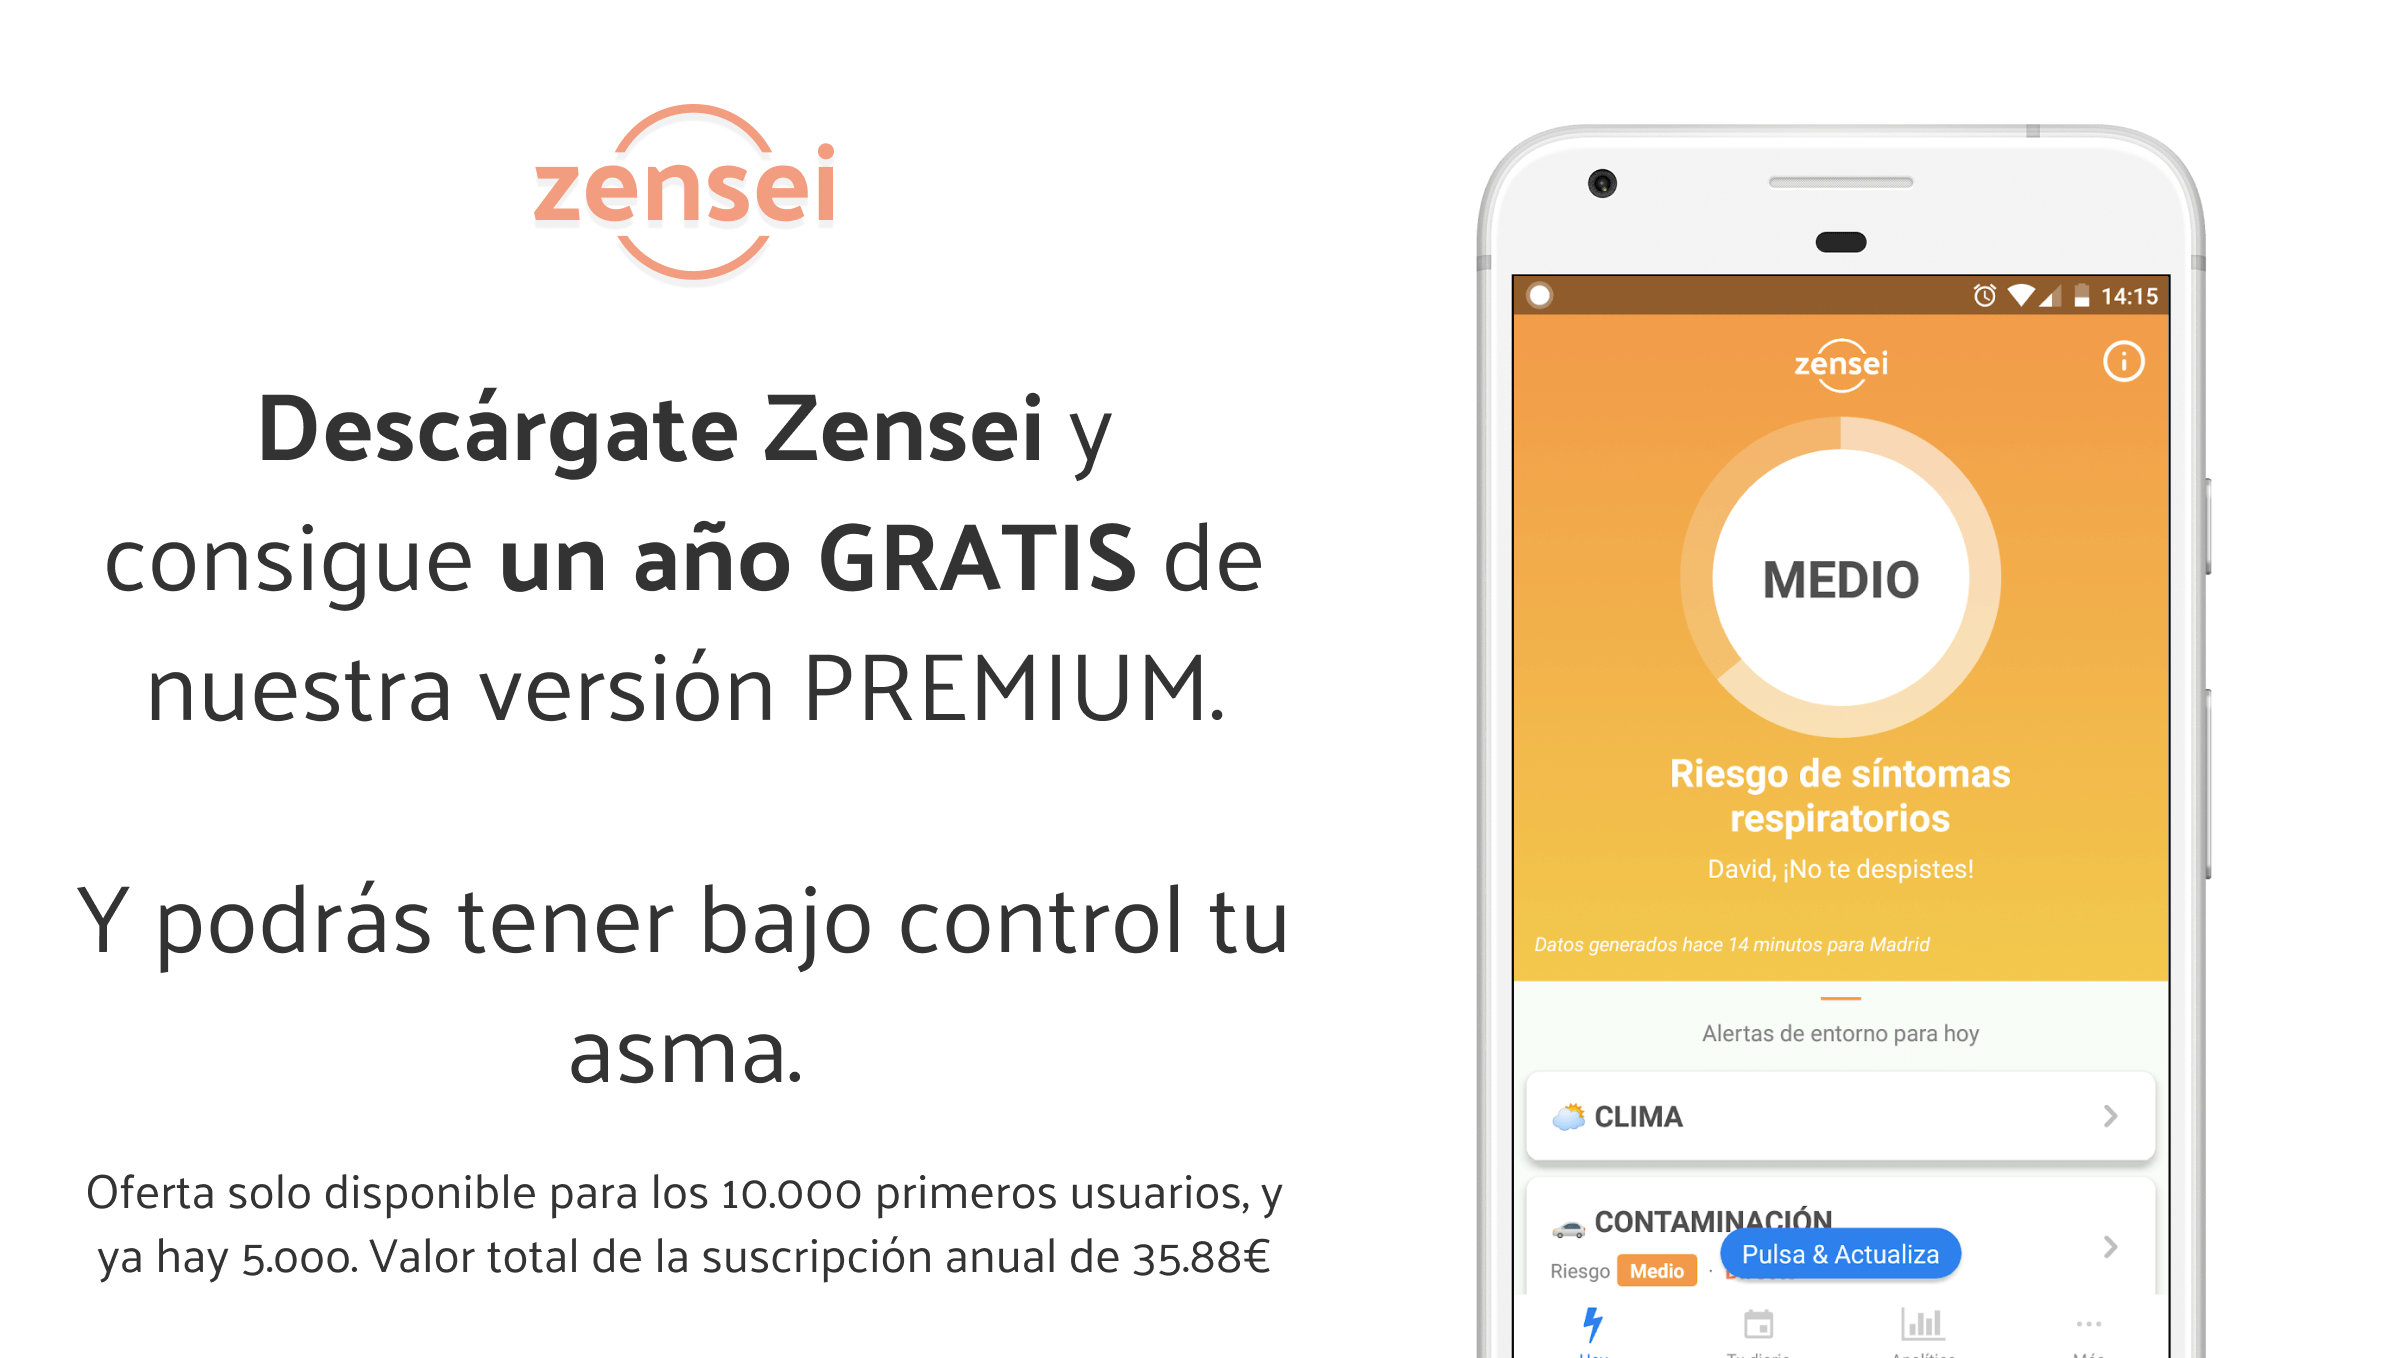 zensei
Descárgate Zensei y
consigue un año GRATIS de
nuestra versión PREMIUM.
Y podrás tener bajo control tu
asma.
Oferta solo disponible para los 10.000 primeros usuarios, y
ya hay 5.000. Valor total de la suscripción anual de 35.88€
14:15
zensei
MEDIO
Riesgo de síntomas
respiratorios
David, ¡No te despistes!
Datos generados hace 14 minutos para Madrid
Alertas de entorno para hoy
CLIMA
CONTAMINACIÓN
Pulsa & Actualiza
Riesgo Medio ·